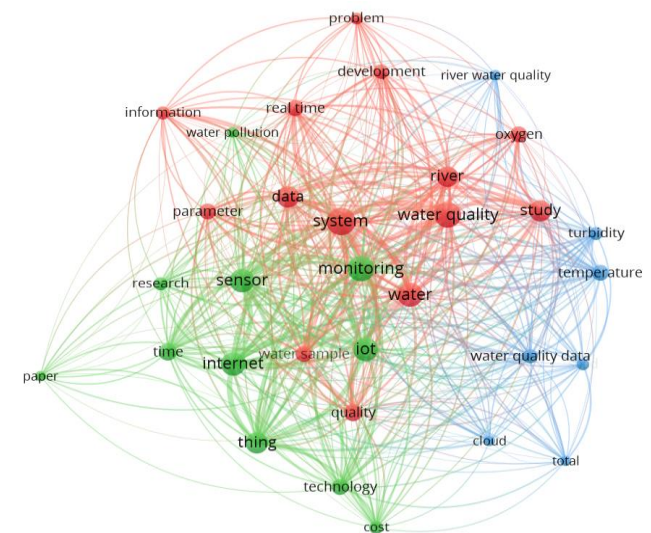 problem
development
river water quality
information
real time
water pollution
oxygen
river
data
parameter
system
water quality
study
turbidity
monitoring
temperature
research
sensor
water
time
internet
water sample
iot
water quality data
paper
quality
thing
cloud
total
technology
cost